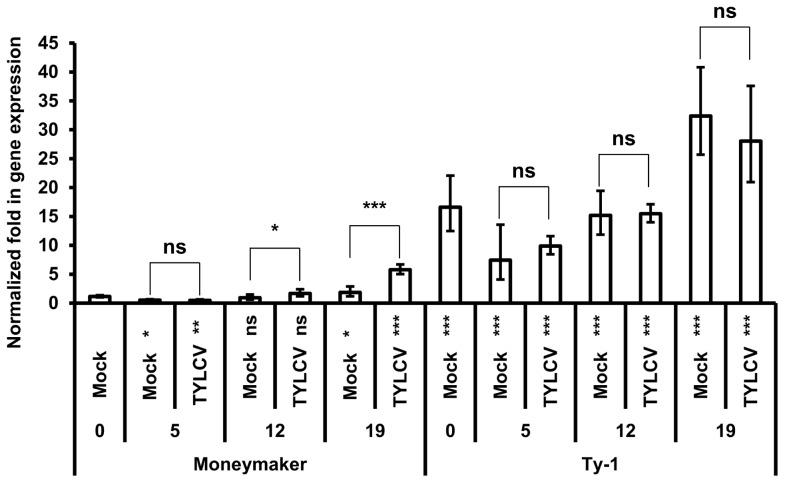 Normalized fold in gene expression
45
40
35
30
25
20
15
10
5
0
ns
*
***
ns
ns
ns
Mock
Mock *
TYLCV **
Mock ns
TYLCV ns
Mock *
TYLCV ***
Mock ***
Mock ***
TYLCV ***
Mock ***
TYLCV ***
Mock ***
TYLCV ***
0 5 12 19 0 5 12 19
Moneymaker Ty-1